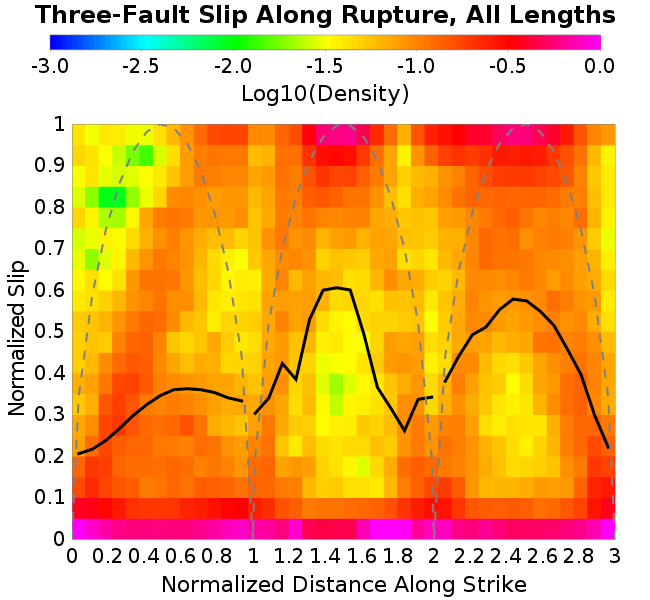 Three-Fault Slip Along Rupture, All Lengths
-3.0 -2.5 -2.0 -1.5 -1.0 -0.5 0.0
Log10(Density)
1
0.9
0.8
0.7
0.6
0.5
0.4
0.3
0.2
0.1
0
Normalized Slip
0 0.2 0.4 0.6 0.8 1 1.2 1.4 1.6 1.8 2 2.2 2.4 2.6 2.8 3
Normalized Distance Along Strike